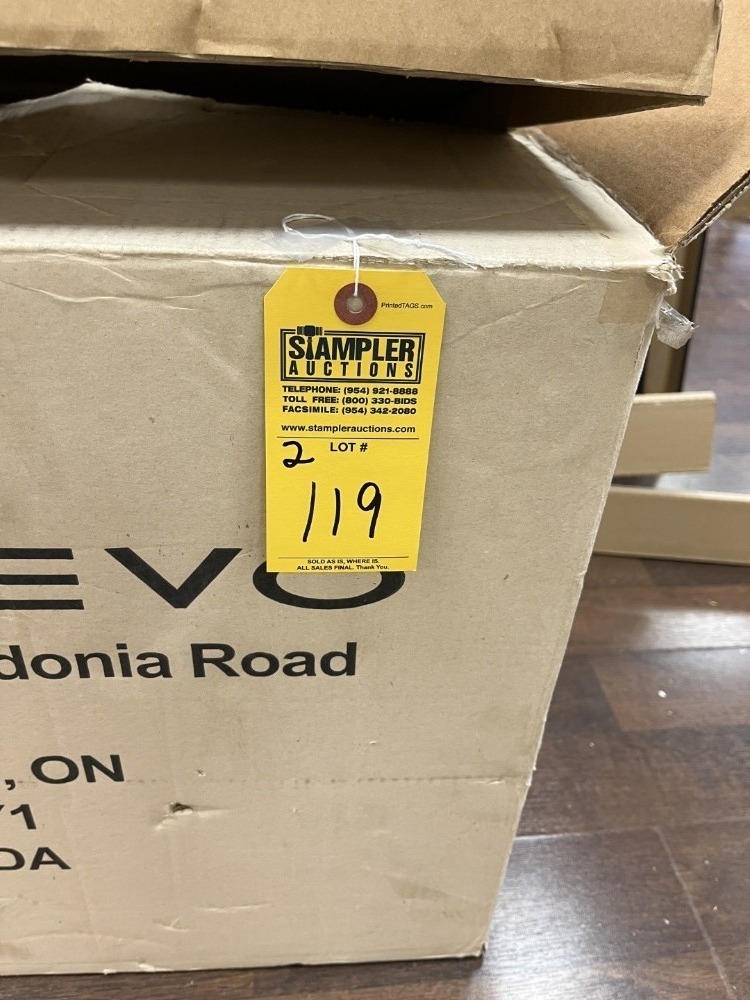 PrintedTAGS.com
STAMPLER
AUCTIONS
TELEPHONE: (954) 921-8888
TOLL FREE: (800) 330-BIDS
FACSIMILE: (954) 342-2080
www.stamplerauctions.com
2 LOT #
119
SOLD AS IS, WHERE IS.
ALL SALES FINAL. Thank You.
EVO
donia Road
, ON
Y1
DA